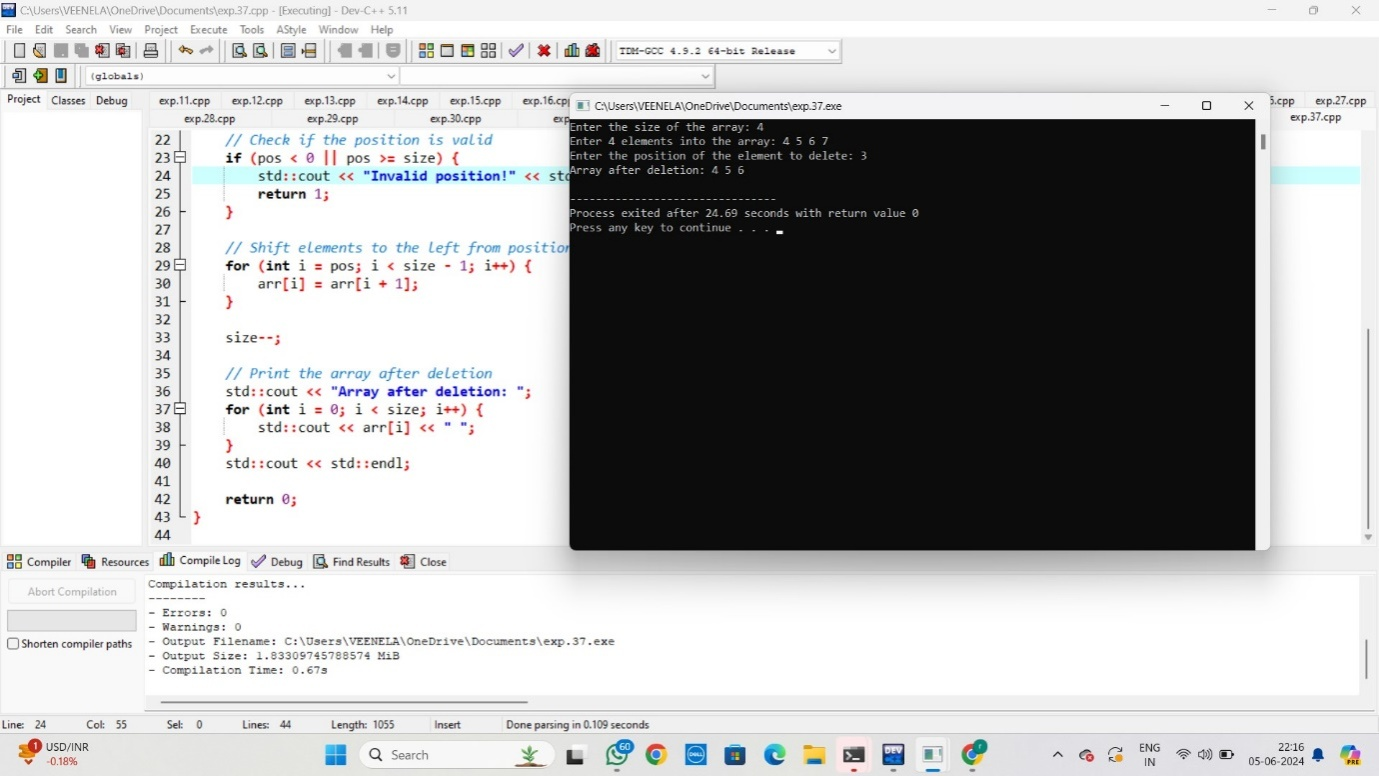 C:\Users\VEENELA\OneDrive\Documents\exp.37.cpp - [Executing] - Dev-C++ 5.11
File Edit Search View Project Execute Tools AStyle Window Help
TDM-GCC 4.9.2 64-bit Release
(globals)
Project Classes Debug
exp.11.cpp exp.12.cpp exp.13.cpp exp.14.cpp exp.15.cpp exp.27.cpp
exp.28.cpp exp.29.cpp exp.30.cpp exp.37.cpp
22 // Check if the position is valid
23 if (pos < 0 || pos >= size) {
24 std::cout << "Invalid position!" <<
25 return 1;
26 }
27
28 // Shift elements to the left from position
29 for (int i = pos; i < size - 1; i++) {
30 arr[i] = arr[i + 1];
31 }
32
33 size--;
34
35 // Print the array after deletion
36 std::cout << "Array after deletion: ";
37 for (int i = 0; i < size; i++) {
38 std::cout << arr[i] << " ";
39 }
40 std::cout << std::endl;
41
42 return 0;
43 }
44
C:\Users\VEENELA\OneDrive\Documents\exp.37.exe
Enter the size of the array: 4
Enter 4 elements into the array: 4 5 6 7
Enter the position of the element to delete: 3
Array after deletion: 4 5 6
--------------------------------
Process exited after 24.69 seconds with return value 0
Press any key to continue . . .
Compiler Resources Compile Log Debug Find Results Close
Abort Compilation
Shorten compiler paths
Compilation results...
--------
- Errors: 0
- Warnings: 0
- Output Filename: C:\Users\VEENELA\OneDrive\Documents\exp.37.exe
- Output Size: 1.83309745788574 MiB
- Compilation Time: 0.67s
Line: 24 Col: 55 Sel: 0 Lines: 44 Length: 1055 Insert Done parsing in 0.109 seconds
1
USD/INR
-0.18%
Search
60
DELL
DEV
ENG
IN
22:16
05-06-2024
PRE